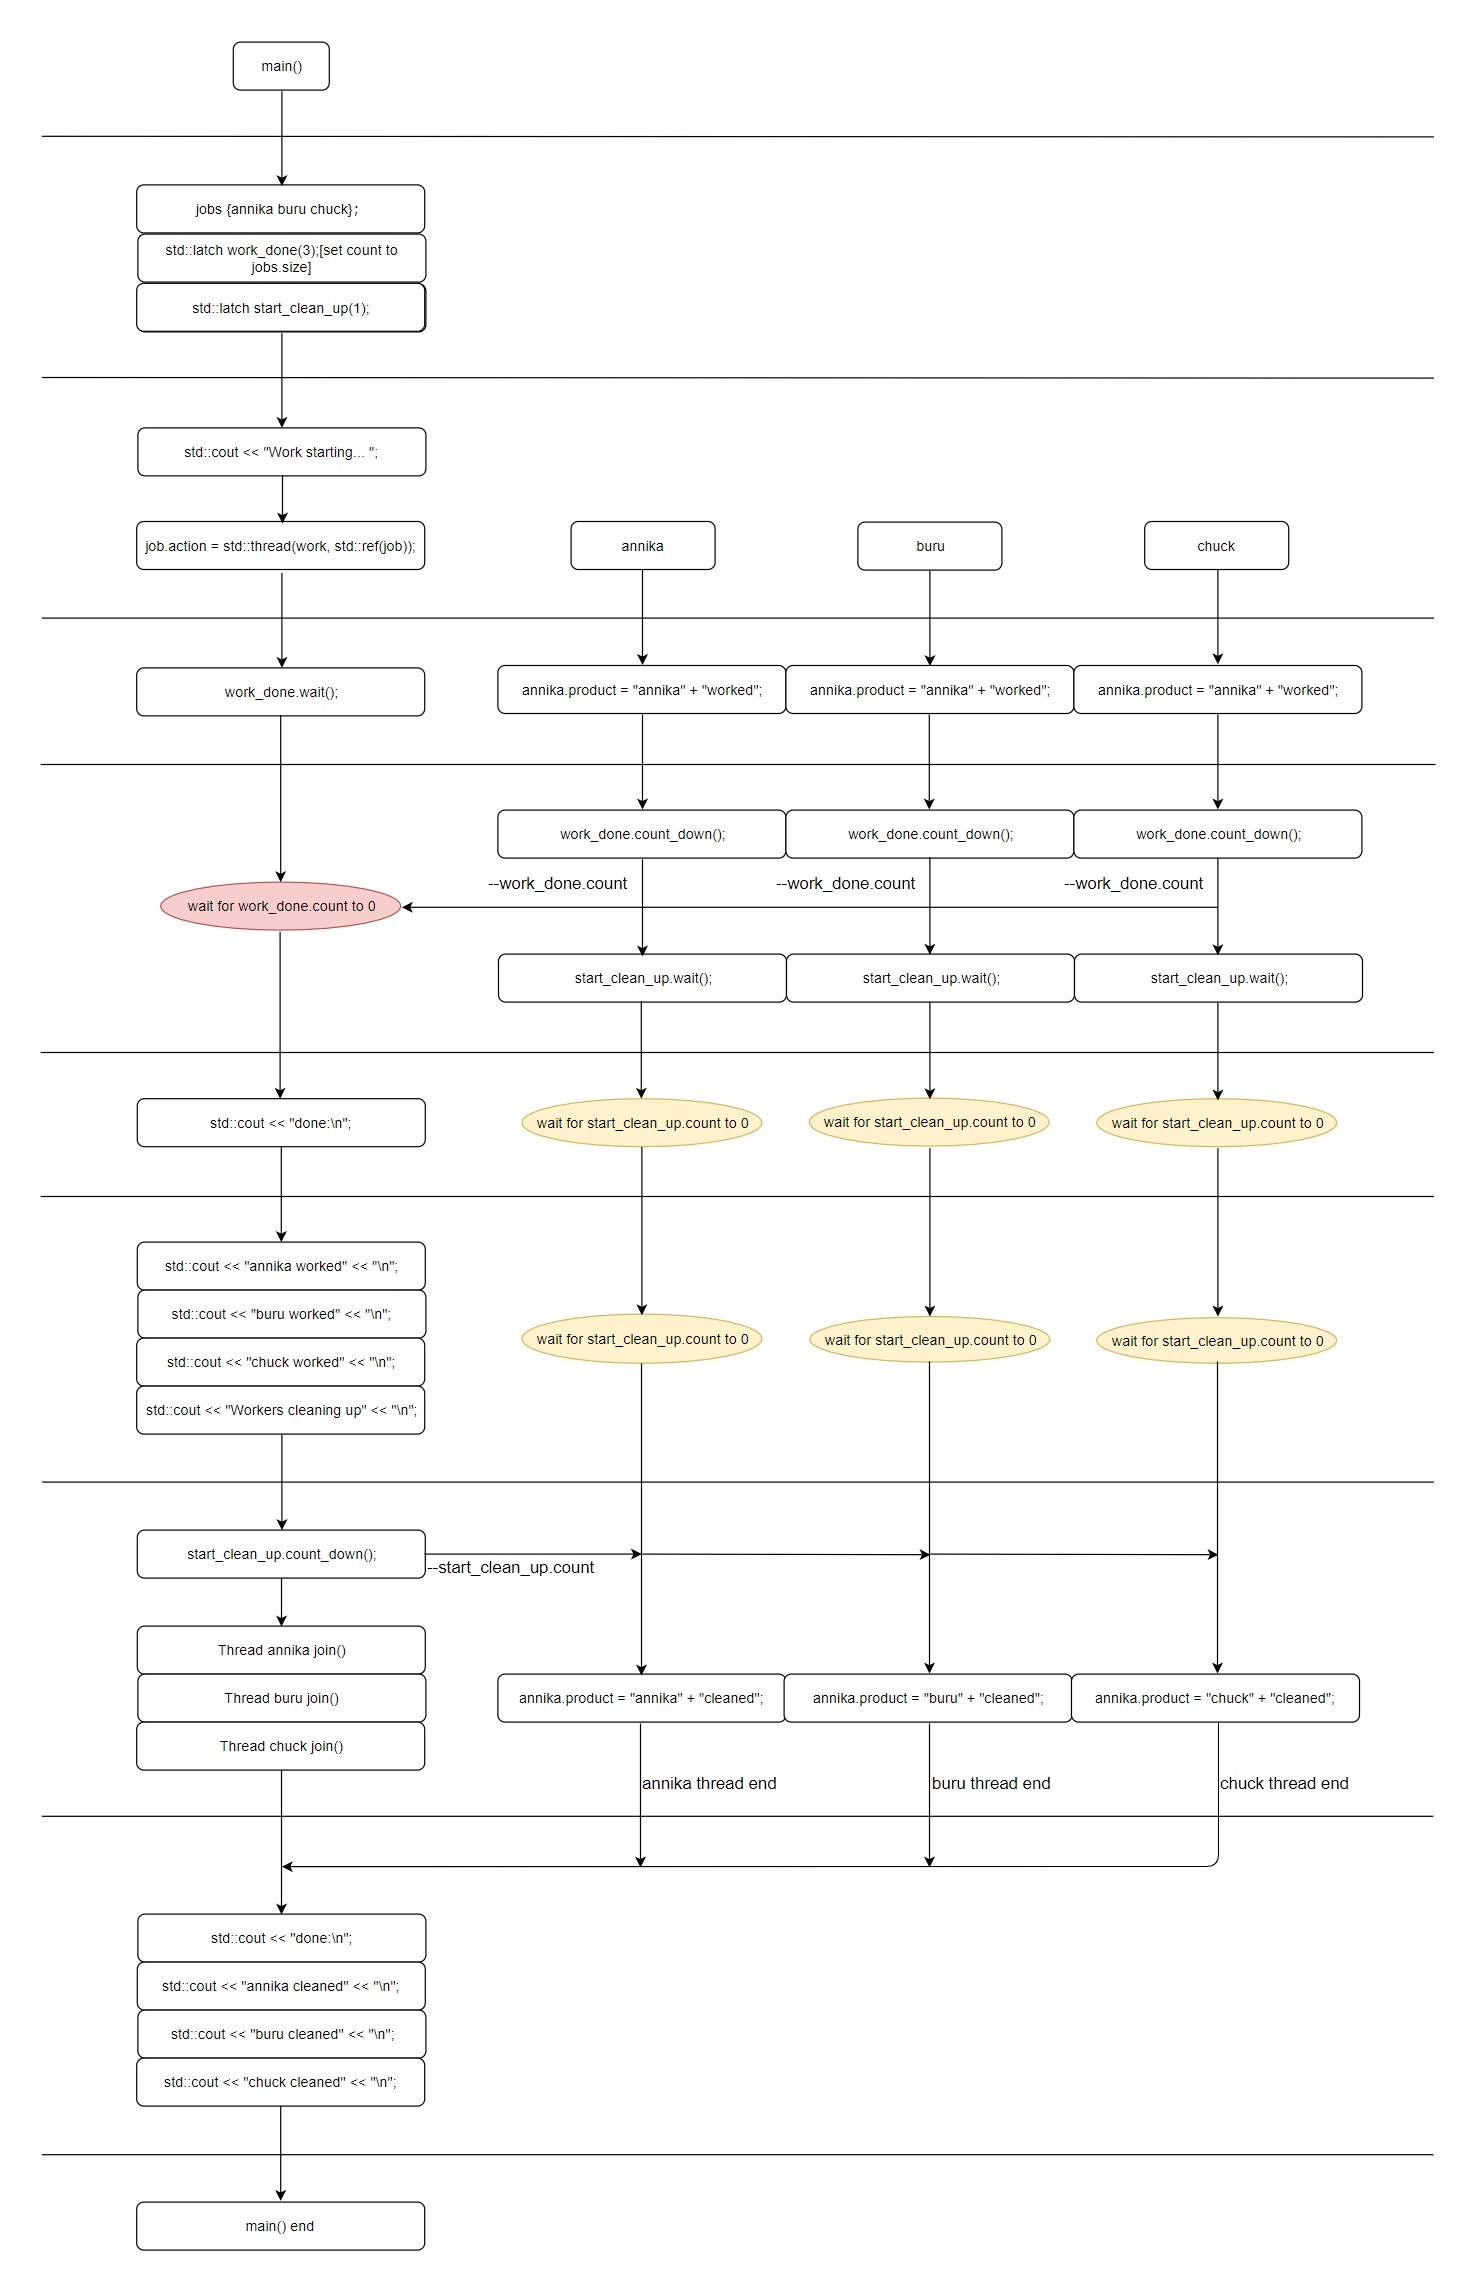 main()
jobs {annika buru chuck};
std::latch work_done(3);[set count to
jobs.size]
std::latch start_clean_up(1);
std::cout << "Work starting... ";
job.action = std::thread(work, std::ref(job));
annika
buru
chuck
work_done.wait();
annika.product = "annika" + "worked";
annika.product = "annika" + "worked";
annika.product = "annika" + "worked";
work_done.count_down();
work_done.count_down();
work_done.count_down();
--work_done.count
--work_done.count
--work_done.count
wait for work_done.count to 0
start_clean_up.wait();
start_clean_up.wait();
start_clean_up.wait();
std::cout << "done:\n";
wait for start_clean_up.count to 0
wait for start_clean_up.count to 0
wait for start_clean_up.count to 0
std::cout << "annika worked" << "\n";
std::cout << "buru worked" << "\n";
std::cout << "chuck worked" << "\n";
std::cout << "Workers cleaning up" << "\n";
wait for start_clean_up.count to 0
wait for start_clean_up.count to 0
wait for start_clean_up.count to 0
start_clean_up.count_down();
--start_clean_up.count
Thread annika join()
Thread buru join()
Thread chuck join()
annika.product = "annika" + "cleaned";
annika.product = "buru" + "cleaned";
annika.product = "chuck" + "cleaned";
annika thread end
buru thread end
chuck thread end
std::cout << "done:\n";
std::cout << "annika cleaned" << "\n";
std::cout << "buru cleaned" << "\n";
std::cout << "chuck cleaned" << "\n";
main() end